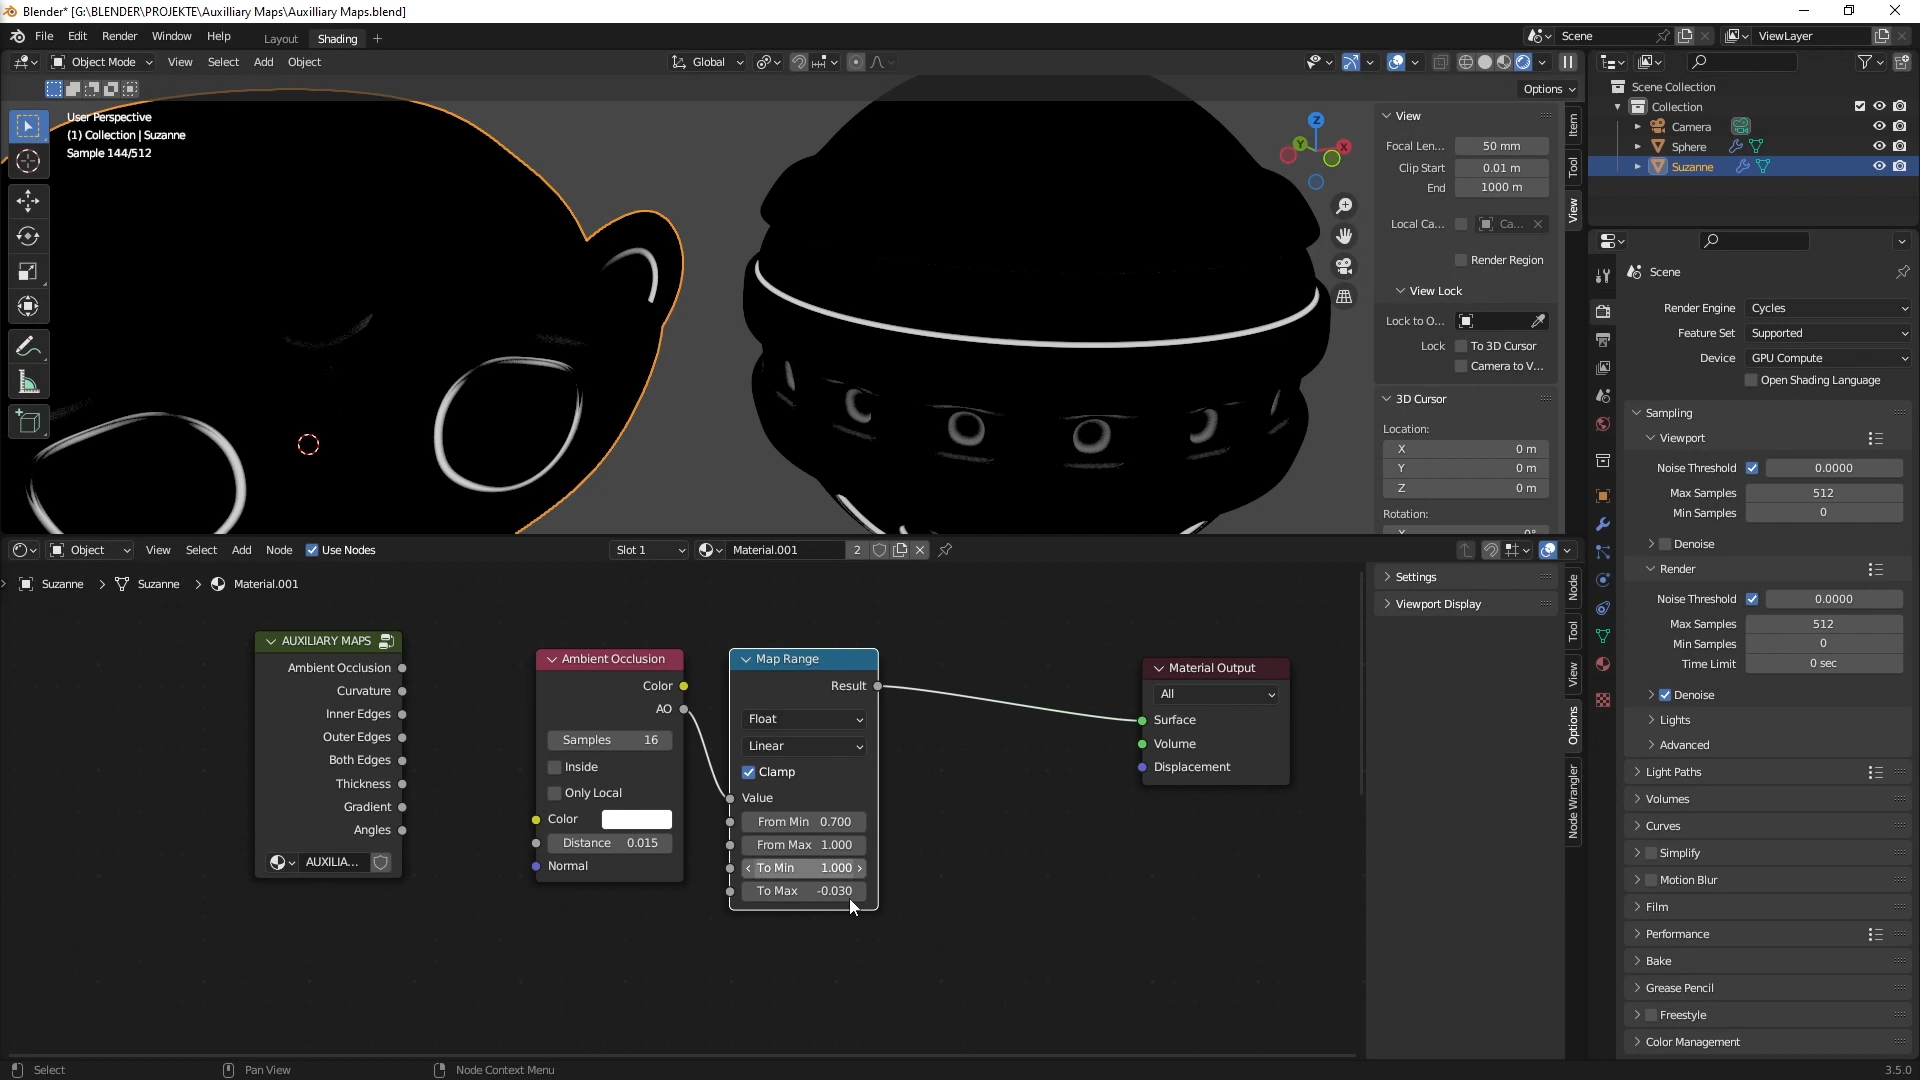 Blender* [G:\BLENDER\PROJEKTE\Auxilliary Maps\Auxilliary Maps.blend]
File Edit Render Window Help Layout Shading +
Scene ViewLayer
Object Mode View Select Add Object Global
Options
User Perspective
(1) Collection | Suzanne
Sample 144/512
Z
Y
X
View
Focal Len... 50 mm
Clip Start 0.01 m
End 1000 m
Local Ca... Ca...
Render Region
View Lock
Lock to O...
Lock To 3D Cursor
Camera to V...
3D Cursor
Location:
X 0 m
Y 0 m
Z 0 m
Rotation:
Item
Tool
View
Scene Collection
Collection
Camera
Sphere
Suzanne
Scene
Render Engine Cycles
Feature Set Supported
Device GPU Compute
Open Shading Language
Sampling
Viewport
Noise Threshold 0.0000
Max Samples 512
Min Samples 0
Denoise
Render
Noise Threshold 0.0000
Max Samples 512
Min Samples 0
Time Limit 0 sec
Denoise
Lights
Advanced
Light Paths
Volumes
Curves
Simplify
Motion Blur
Film
Performance
Bake
Grease Pencil
Freestyle
Color Management
Object View Select Add Node Use Nodes Slot 1 Material.001 2
Suzanne > Suzanne > Material.001
AUXILIARY MAPS
Ambient Occlusion
Curvature
Inner Edges
Outer Edges
Both Edges
Thickness
Gradient
Angles
AUXILIA...
Ambient Occlusion
Color
AO
Samples 16
Inside
Only Local
Color
Distance 0.015
Normal
Map Range
Result
Float
Linear
Clamp
Value
From Min 0.700
From Max 1.000
To Min 1.000
To Max -0.030
Material Output
All
Surface
Volume
Displacement
Settings
Viewport Display
Node
Tool
View
Options
Node Wrangler
Select Pan View Node Context Menu 3.5.0